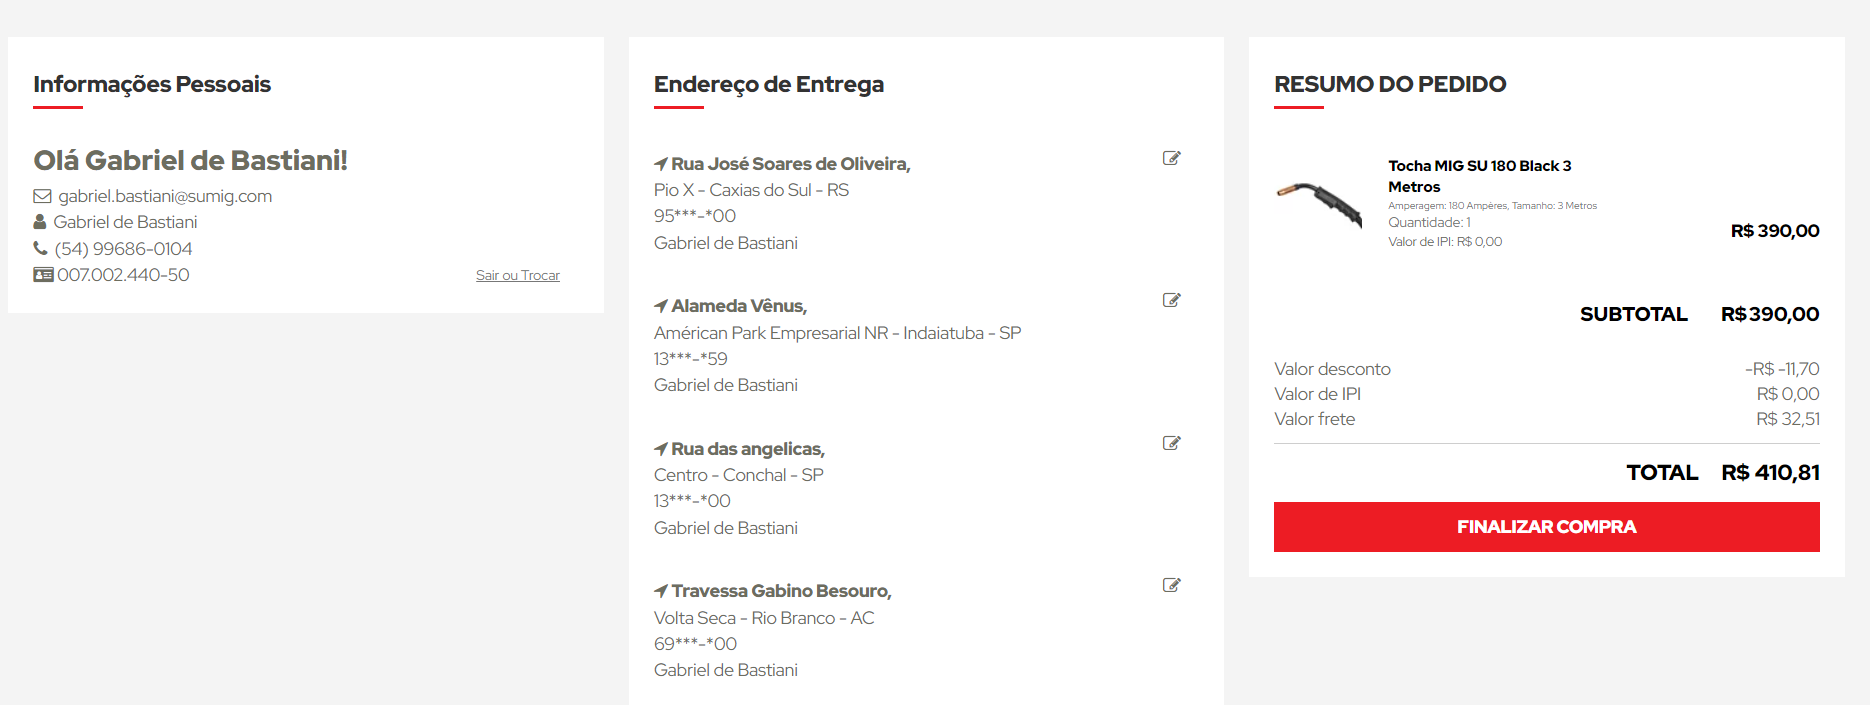 Informações Pessoais
Olá Gabriel de Bastiani!
gabriel.bastiani@sumig.com
Gabriel de Bastiani
(54) 99686-0104
007.002.440-50
Sair ou Trocar
Endereço de Entrega
Rua José Soares de Oliveira,
Pio X - Caxias do Sul - RS
95***-*00
Gabriel de Bastiani
Alameda Vênus,
Américan Park Empresarial NR - Indaiatuba - SP
13***-*59
Gabriel de Bastiani
Rua das angelicas,
Centro - Conchal - SP
13***-*00
Gabriel de Bastiani
Travessa Gabino Besouro,
Volta Seca - Rio Branco - AC
69***-*00
Gabriel de Bastiani
RESUMO DO PEDIDO
Tocha MIG SU 180 Black 3
Metros
Amperagem: 180 Ampères, Tamanho: 3 Metros
Quantidade: 1
Valor de IPI: R$ 0,00
R$ 390,00
SUBTOTAL R$ 390,00
Valor desconto -R$ -11,70
Valor de IPI R$ 0,00
Valor frete R$ 32,51
TOTAL R$ 410,81
FINALIZAR COMPRA